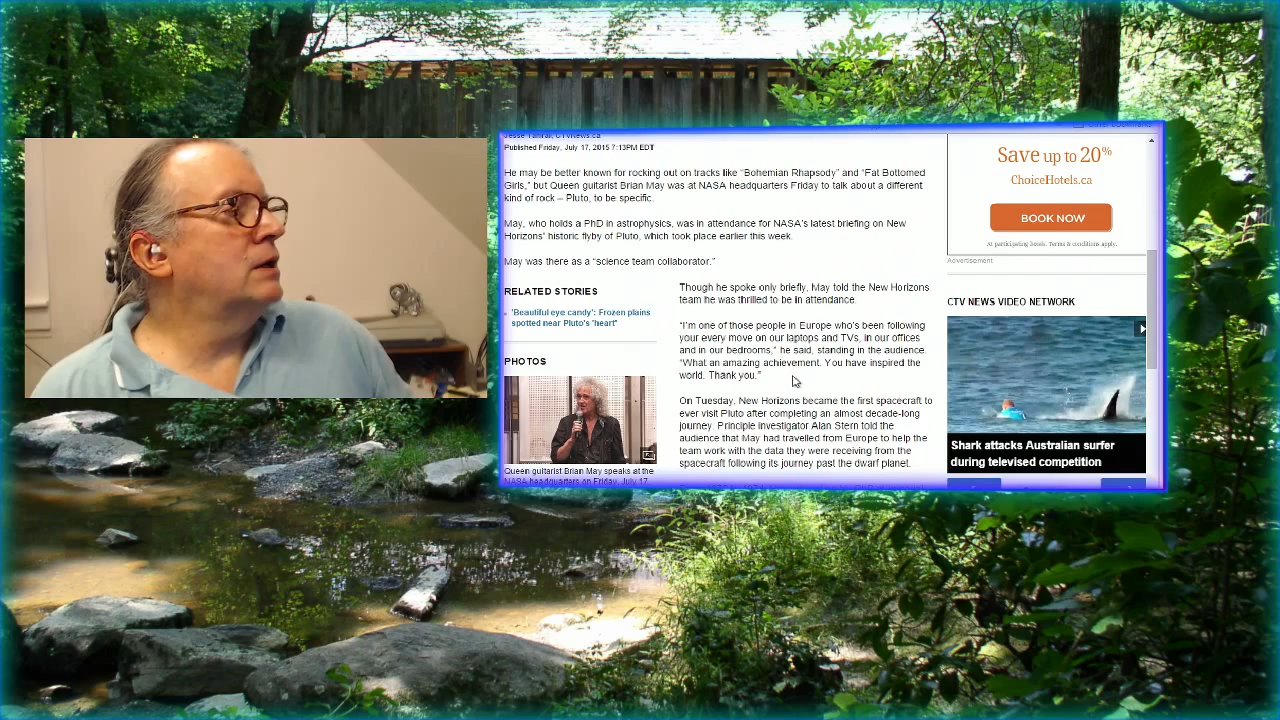 Jesse Tahirali, CTVNews.ca
Published Friday, July 17, 2015 7:13PM EDT
He may be better known for rocking out on tracks like “Bohemian Rhapsody” and “Fat Bottomed
Girls,” but Queen guitarist Brian May was at NASA headquarters Friday to talk about a different
kind of rock – Pluto, to be specific.
May, who holds a PhD in astrophysics, was in attendance for NASA's latest briefing on New
Horizons' historic flyby of Pluto, which took place earlier this week.
May was there as a “science team collaborator.”
RELATED STORIES
'Beautiful eye candy': Frozen plains
spotted near Pluto's 'heart'
PHOTOS
Queen guitarist Brian May speaks at the
NASA headquarters on Friday, July 17
Though he spoke only briefly, May told the New Horizons
team he was thrilled to be in attendance.
“I'm one of those people in Europe who's been following
your every move on our laptops and TVs, in our offices
and in our bedrooms,” he said, standing in the audience.
“What an amazing achievement. You have inspired the
world. Thank you.”
On Tuesday, New Horizons became the first spacecraft to
ever visit Pluto after completing an almost decade-long
journey. Principle investigator Alan Stern told the
audience that May had travelled from Europe to help the
team work with the data they were receiving from the
spacecraft following its journey past the dwarf planet.
Save up to 20%
ChoiceHotels.ca
BOOK NOW
At participating hotels. Terms & conditions apply.
Advertisement
CTV NEWS VIDEO NETWORK
Shark attacks Australian surfer
during televised competition